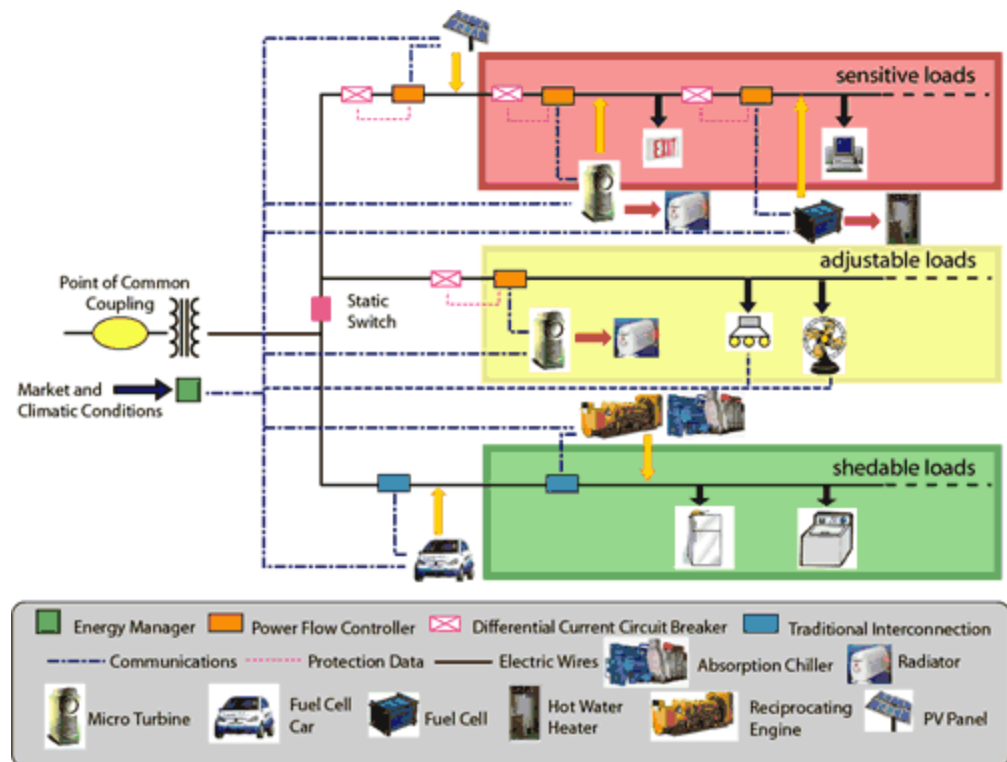 sensitive loads
EXIT
adjustable loads
Point of Common
Coupling
Static
Switch
Market and
Climatic Conditions
shedable loads
Energy Manager
Power Flow Controller
Differential Current Circuit Breaker
Traditional Interconnection
Communications
Protection Data
Electric Wires
Absorption Chiller
Radiator
Micro Turbine
Fuel Cell
Car
Fuel Cell
Hot Water
Heater
Reciprocating
Engine
PV Panel